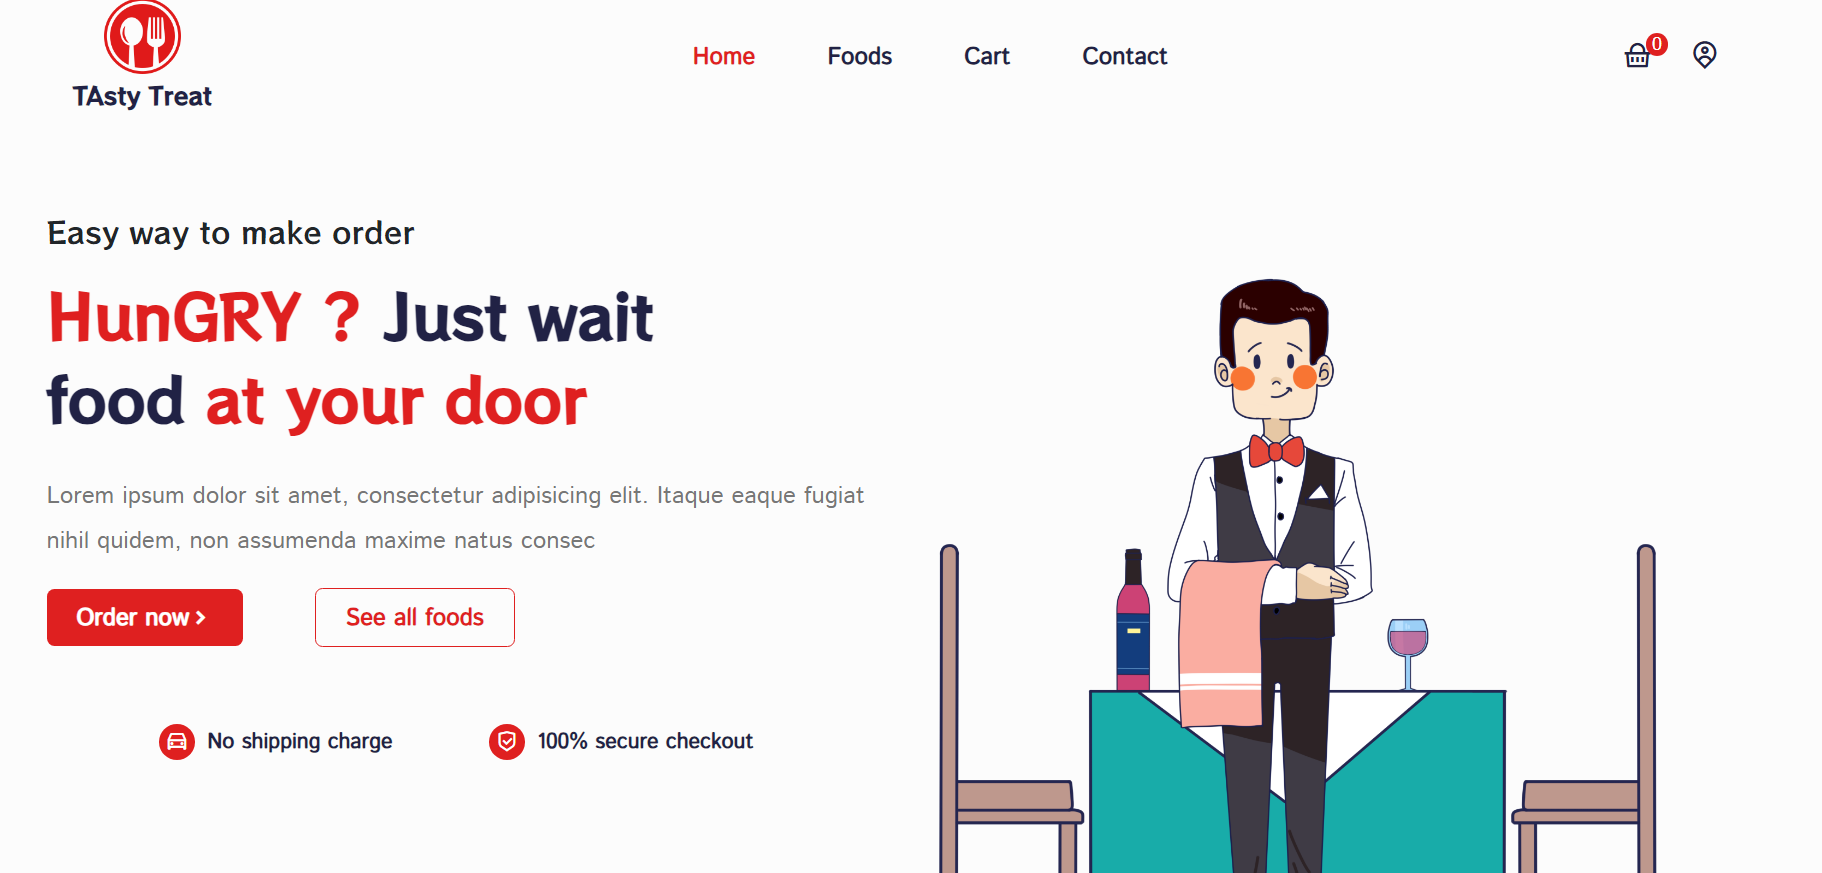 TAsty Treat
Home
Foods
Cart
Contact
0
Easy way to make order
HunGRY ? Just wait
food at your door
Lorem ipsum dolor sit amet, consectetur adipisicing elit. Itaque eaque fugiat
nihil quidem, non assumenda maxime natus consec
Order now
See all foods
No shipping charge
100% secure checkout